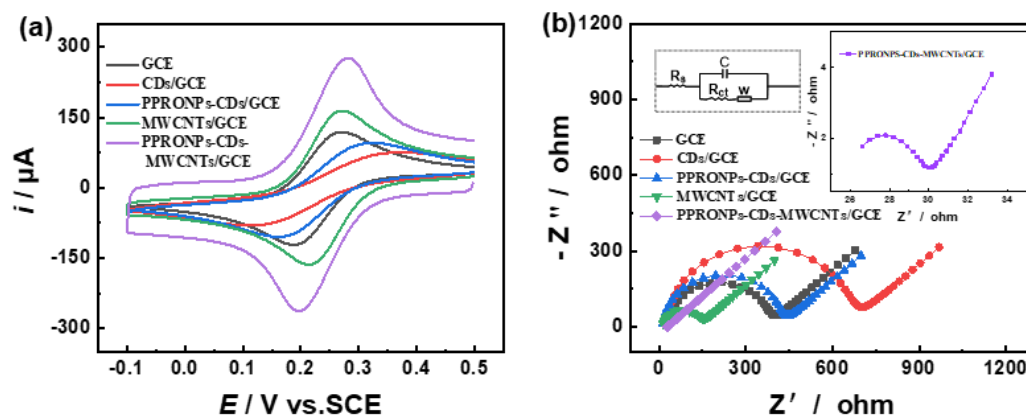 (a)
300
150
0
-150
-300
i / μA
GCE
CDs/GCE
PPRONPs-CDs/GCE
MWCNTs/GCE
PPRONPs-CDs-
MWCNTs/GCE
-0.1 0.0 0.1 0.2 0.3 0.4 0.5
E / V vs.SCE
(b)
1200
900
600
300
0
- Z'' / ohm
C
Rs
Rct
w
GCE
CDs/GCE
PPRONPs-CDs/GCE
MWCNTs/GCE
PPRONPs-CDs-MWCNTs/GCE
PPRONPS-CDs-MWCNTs/GCE
4
2
- Z'' / ohm
26 28 30 32 34
Z' / ohm
0 300 600 900 1200
Z' / ohm